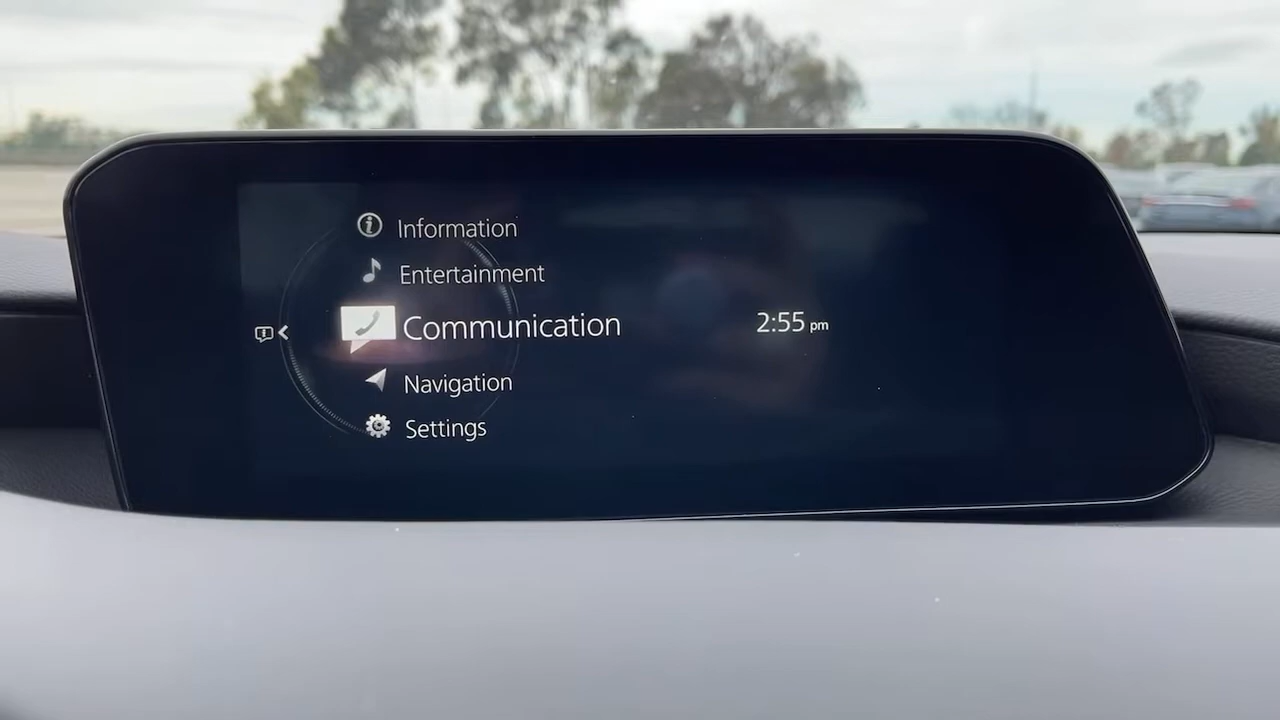 Information
Entertainment
Communication
2:55 pm
Navigation
Settings